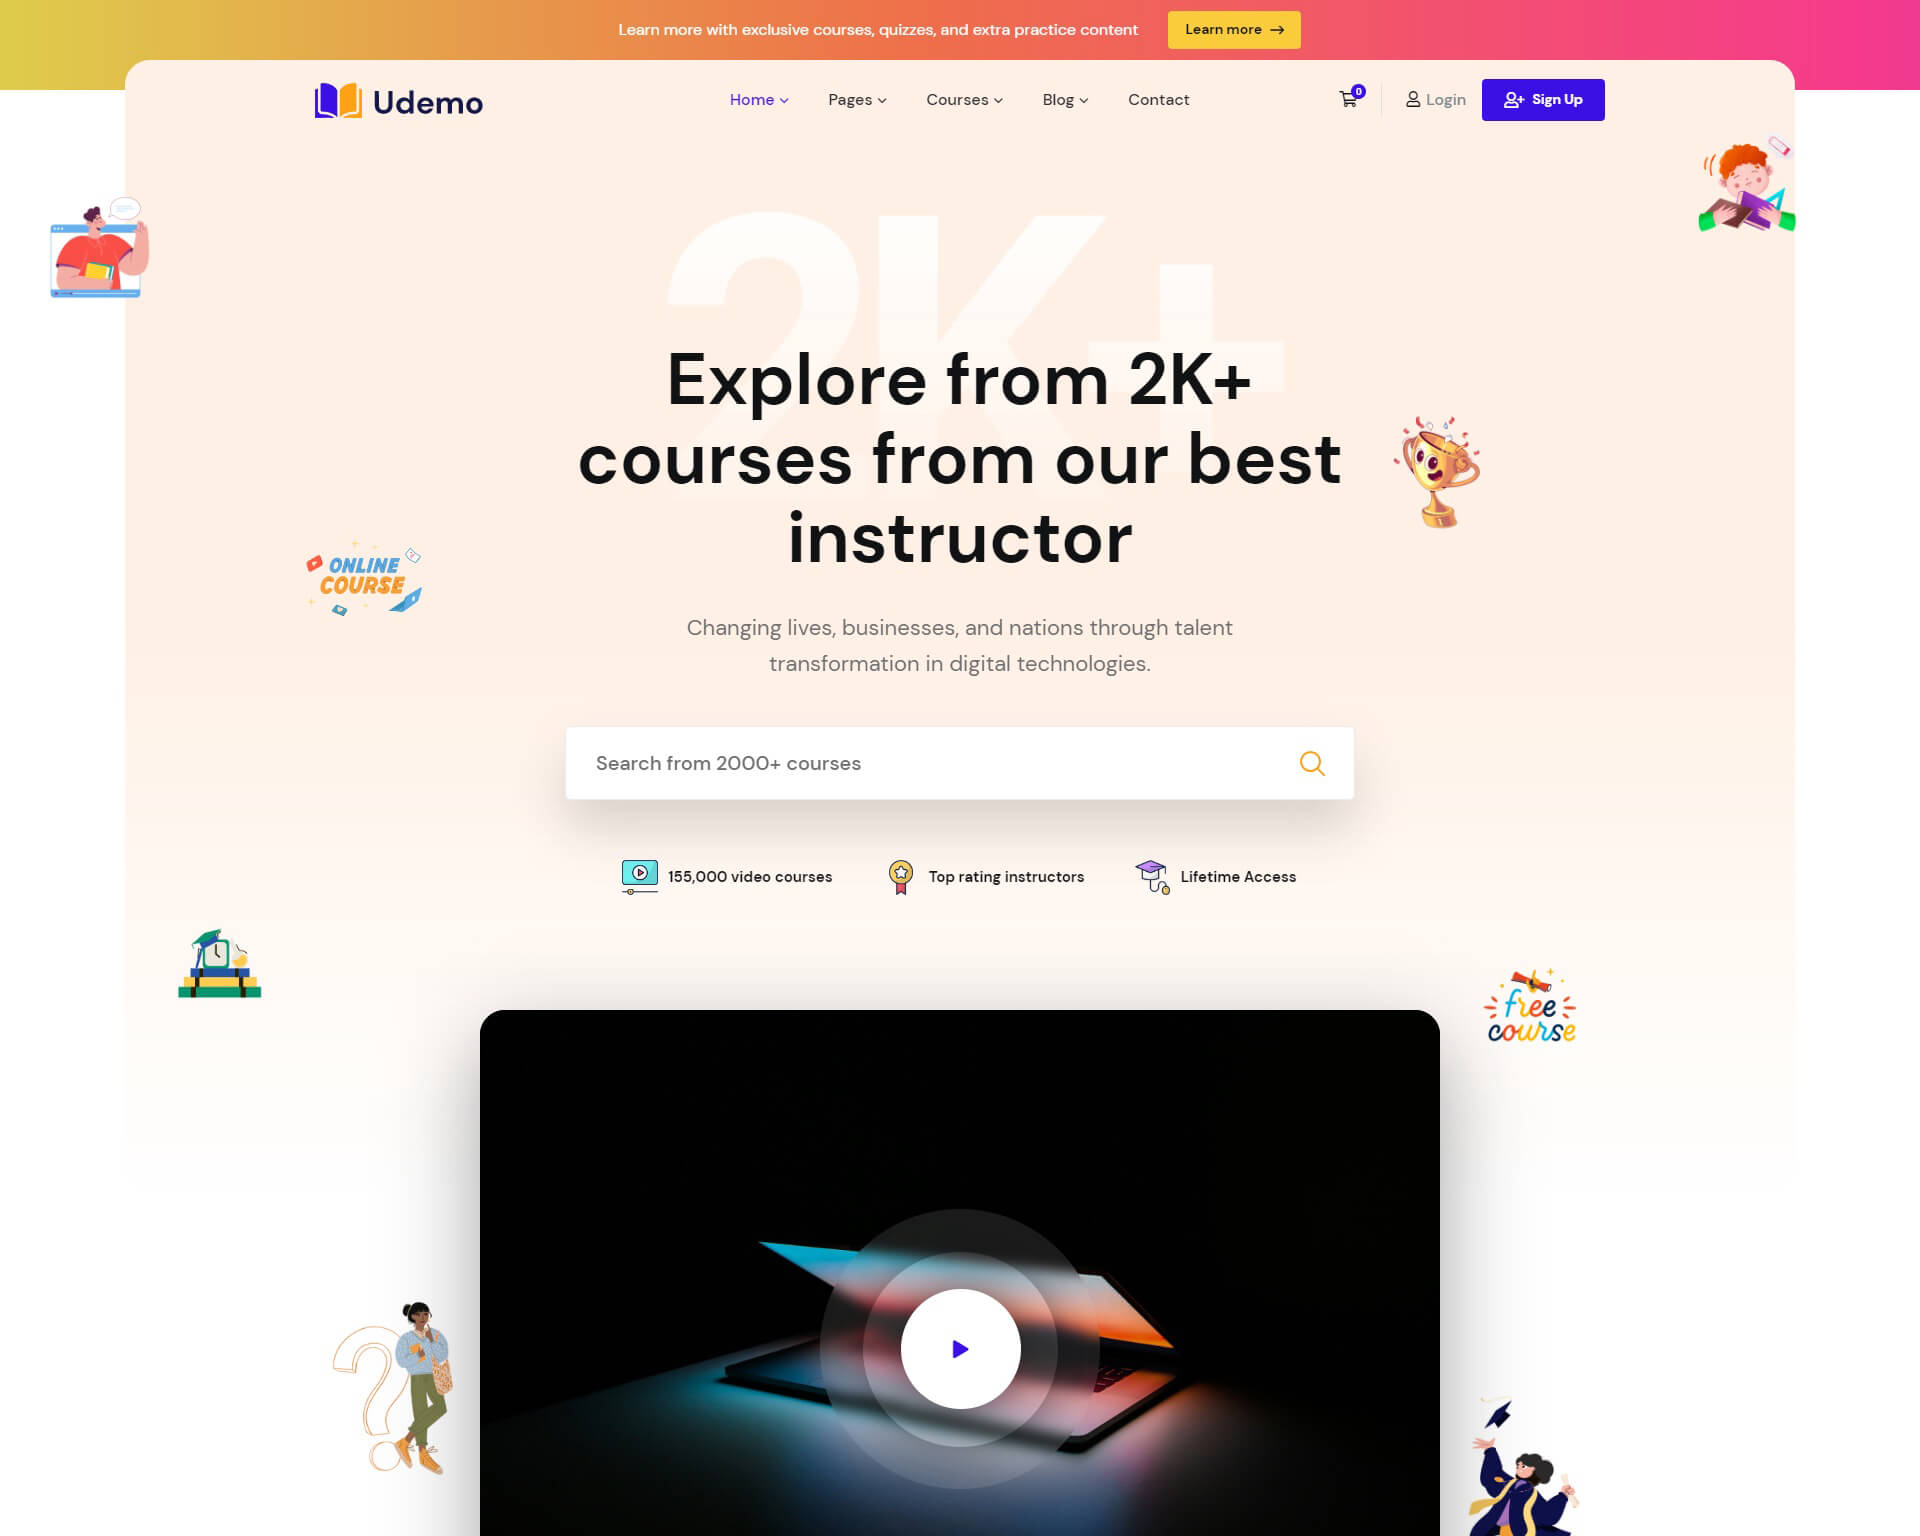 Learn more with exclusive courses, quizzes, and extra practice content
Learn more
Udemo
Home
Pages
Courses
Blog
Contact
0
Login
Sign Up
2K+
Explore from 2K+
courses from our best
instructor
ONLINE
COURSE
Changing lives, businesses, and nations through talent
transformation in digital technologies.
Search from 2000+ courses
155,000 video courses
Top rating instructors
Lifetime Access
free
course